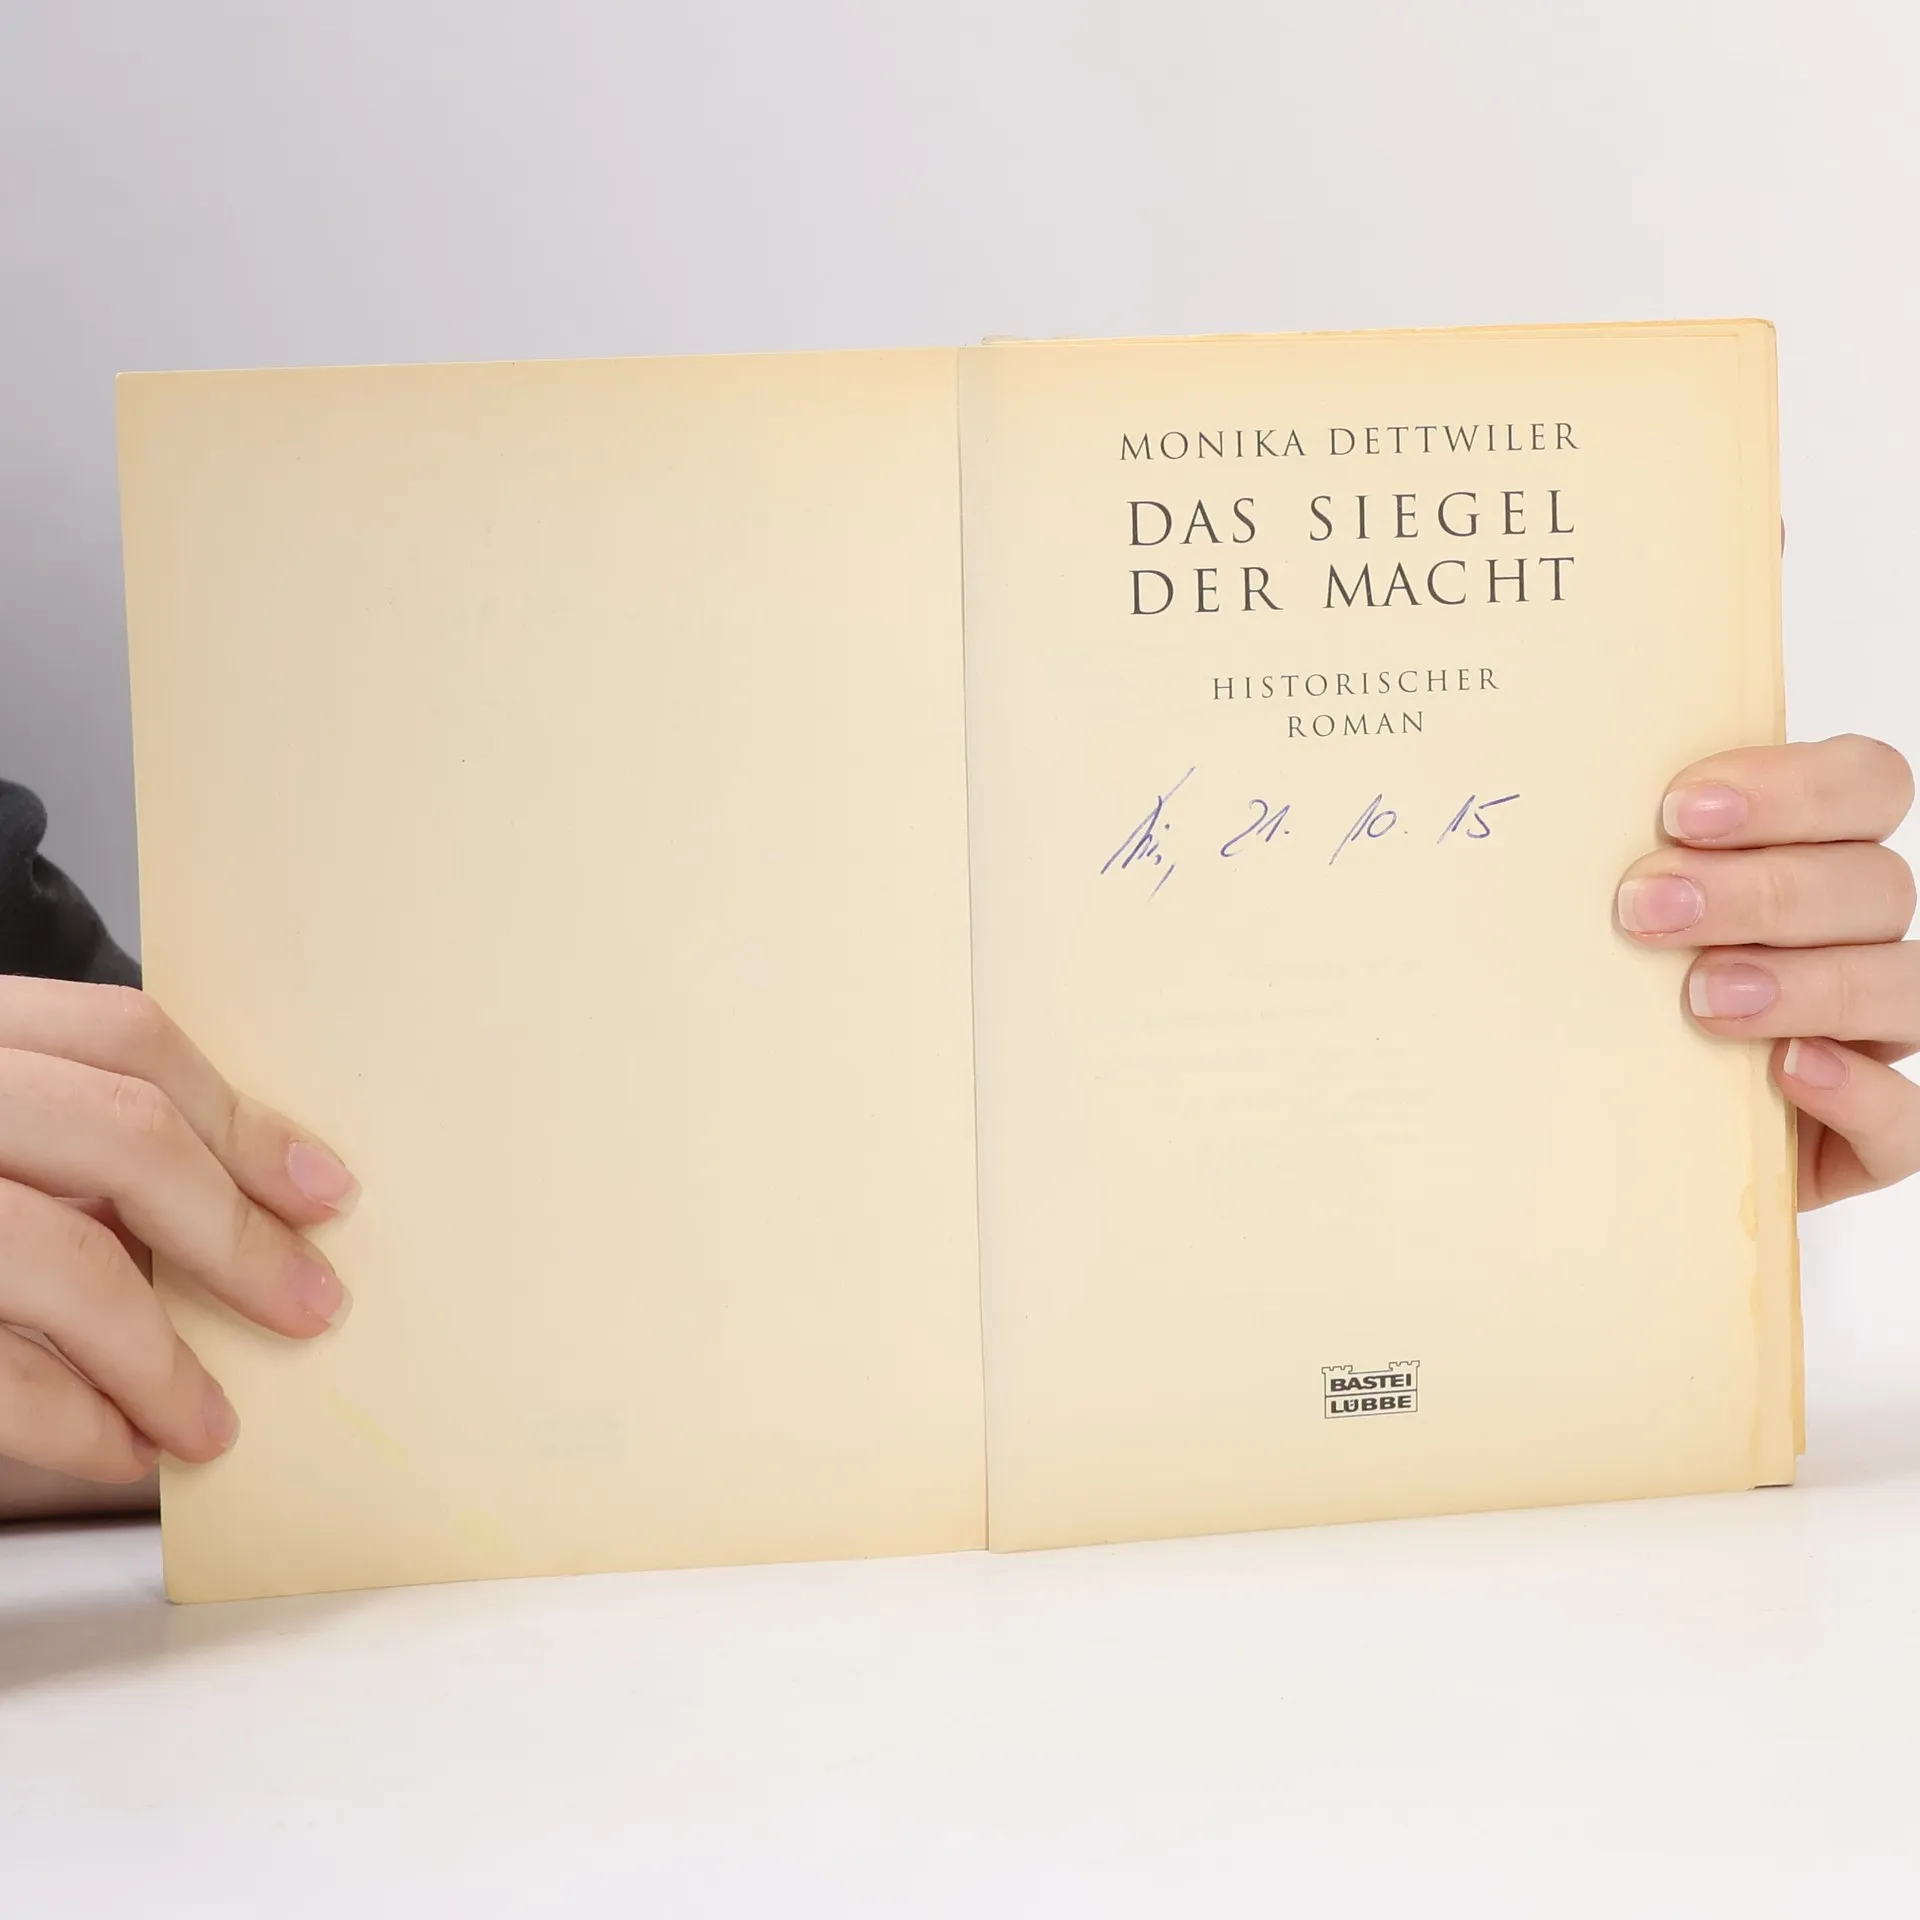 MONIKA DETTWILER
DAS SIEGEL
DER MACHT
HISTORISCHER
ROMAN
21. 10. 15
BASTEI
LÜBBE